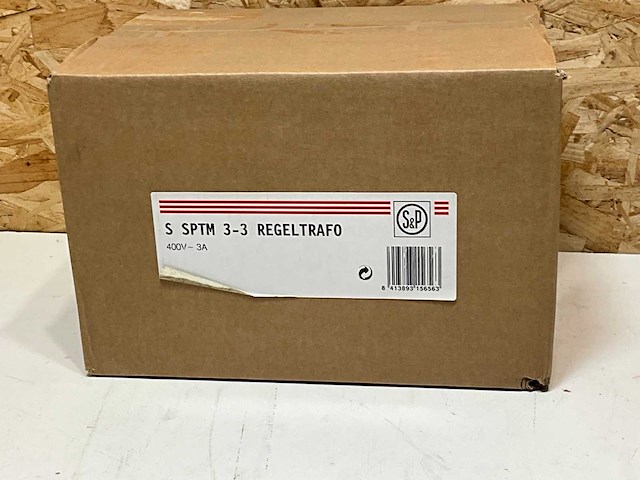 S SPTM 3-3 REGELTRAFO
S&P
400V- 3A
8 413893 156563